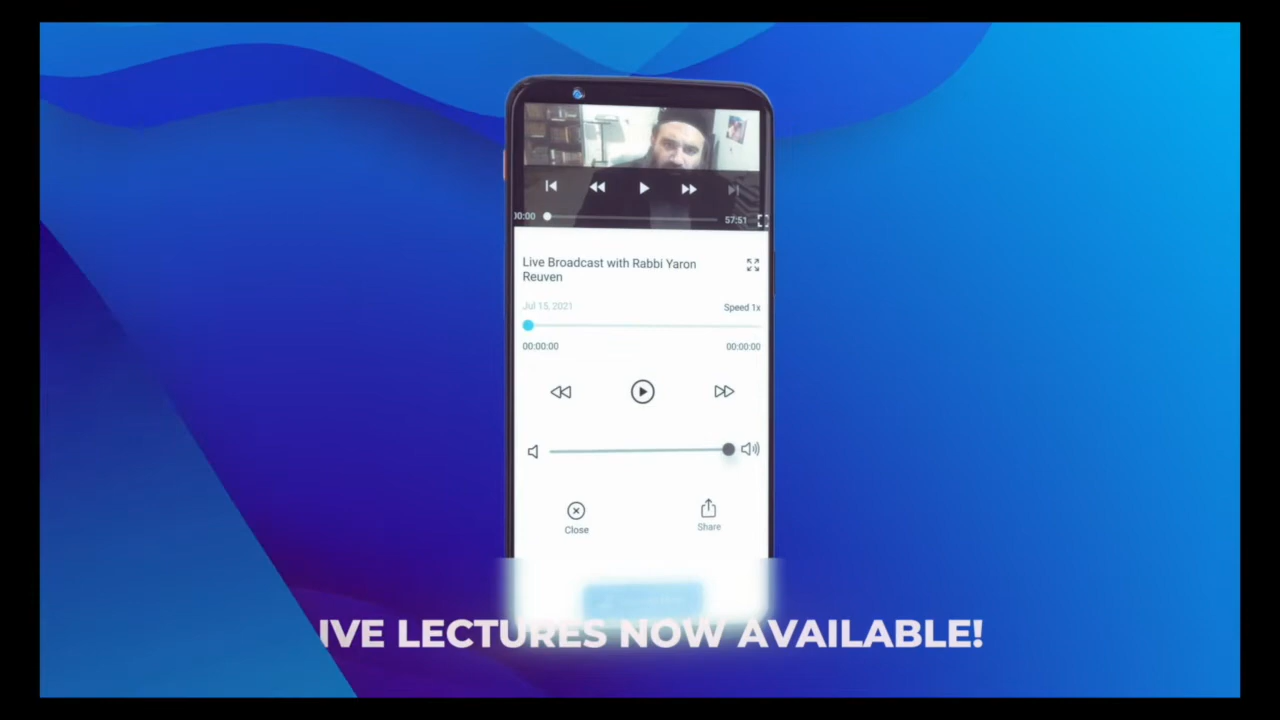 00:00
57:51
Live Broadcast with Rabbi Yaron
Reuven
Jul 15, 2021
Speed 1x
00:00:00
00:00:00
Close
Share
IVE LECTURES NOW AVAILABLE!